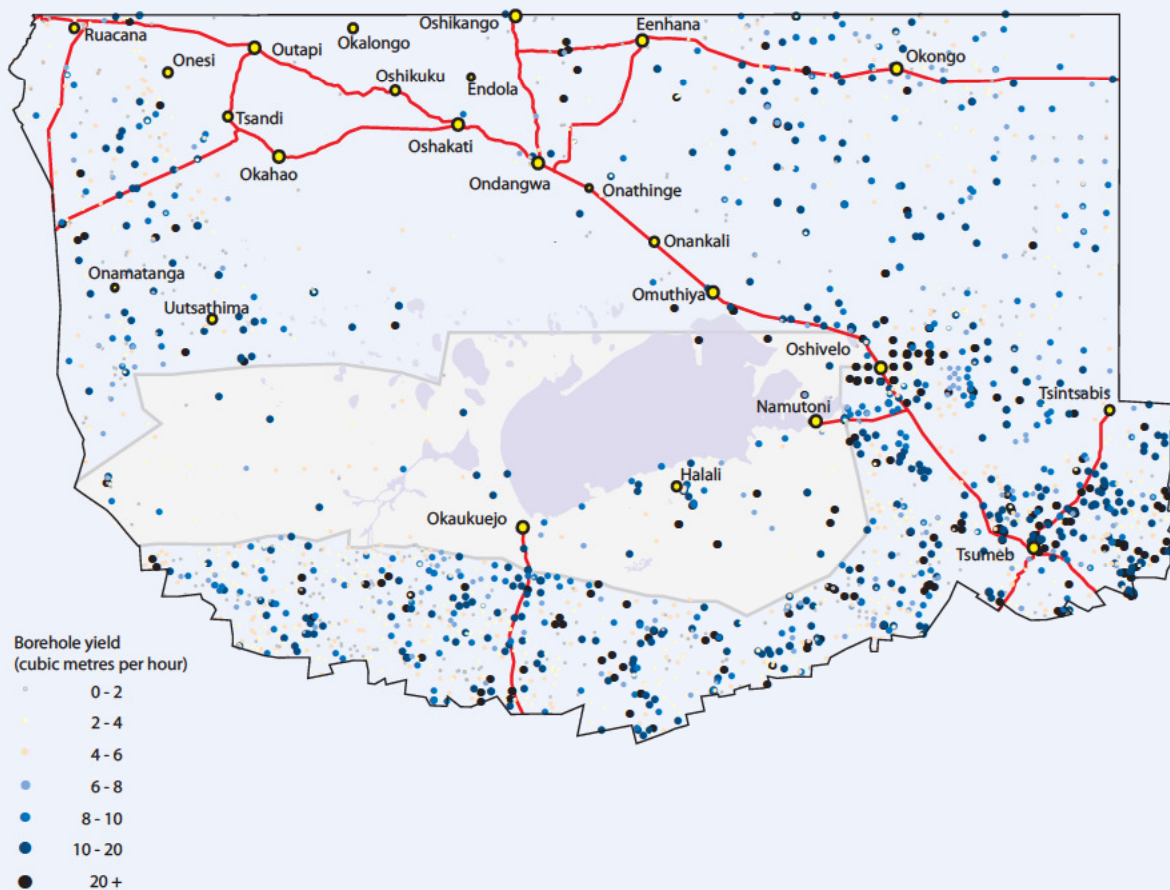 Oshikango
Eenhana
Ruacana
Okalongo
Outapi
Okongo
Onesi
Oshikuku
Endola
Tsandi
Oshakati
Okahao
Ondangwa
Onathinge
Onankali
Onamatanga
Omuthiya
Uutsathima
Oshivelo
Tsintsabis
Namutoni
Halali
Okaukuejo
Tsumeb
Borehole yield
(cubic metres per hour)
0 - 2
2 - 4
4 - 6
6 - 8
8 - 10
10 - 20
20 +